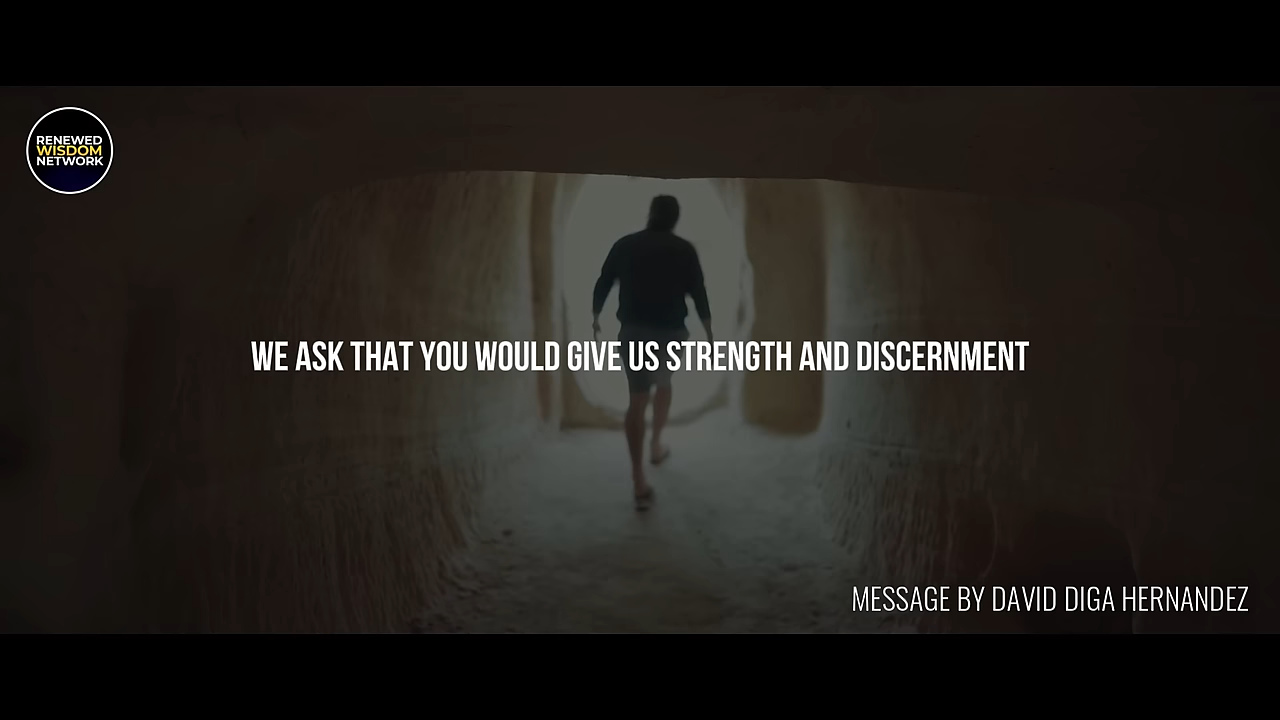 RENEWED
WISDOM
NETWORK
WE ASK THAT YOU WOULD GIVE US STRENGTH AND DISCERNMENT
MESSAGE BY DAVID DIGA HERNANDEZ